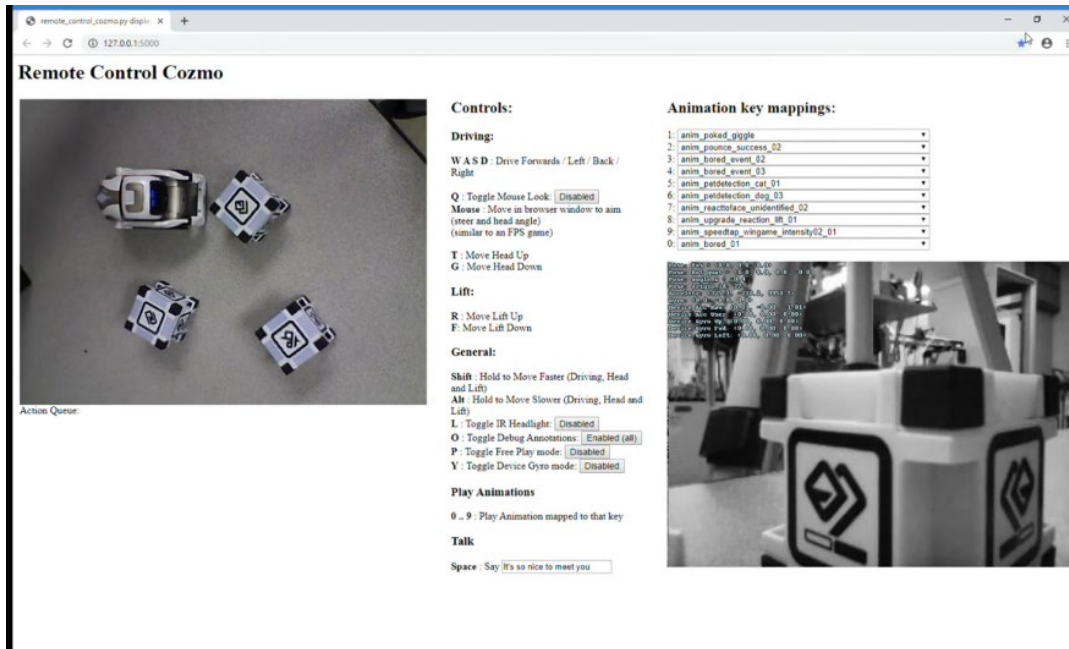 remote_control_cozmo.py display
127.0.0.1:5000
Remote Control Cozmo
Action Queue:
Controls:
Driving:
W A S D : Drive Forwards / Left / Back /
Right
Q : Toggle Mouse Look: Disabled
Mouse : Move in browser window to aim
(steer and head angle)
(similar to an FPS game)
T : Move Head Up
G : Move Head Down
Lift:
R : Move Lift Up
F: Move Lift Down
General:
Shift : Hold to Move Faster (Driving, Head
and Lift)
Alt : Hold to Move Slower (Driving, Head and
Lift)
L : Toggle IR Headlight: Disabled
O : Toggle Debug Annotations: Enabled (all)
P : Toggle Free Play mode: Disabled
Y : Toggle Device Gyro mode: Disabled
Play Animations
0 .. 9 : Play Animation mapped to that key
Talk
Space : Say It's so nice to meet you
Animation key mappings:
1: anim_poked_giggle
2: anim_pounce_success_02
3: anim_bored_event_02
4: anim_bored_event_03
5: anim_petdetection_cat_01
6: anim_petdetection_dog_03
7: anim_reacttoface_unidentified_02
8: anim_upgrade_reaction_lift_01
9: anim_speedtap_wingame_intensity02_01
0: anim_bored_01